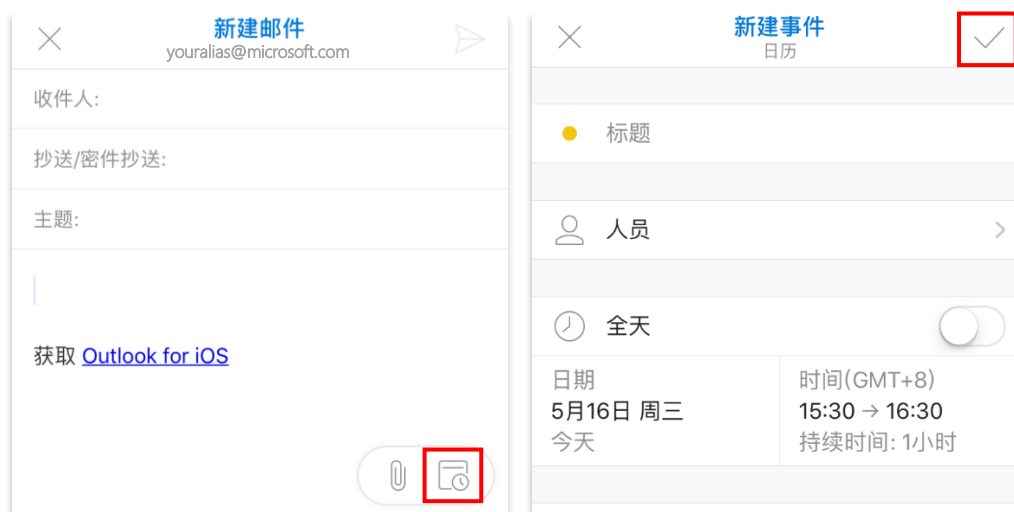 新建邮件
youralias@microsoft.com
收件人:
抄送/密件抄送:
主题:
获取 Outlook for iOS
新建事件
日历
标题
人员
全天
日期
5月16日 周三
今天
时间(GMT+8)
15:30 → 16:30
持续时间: 1小时